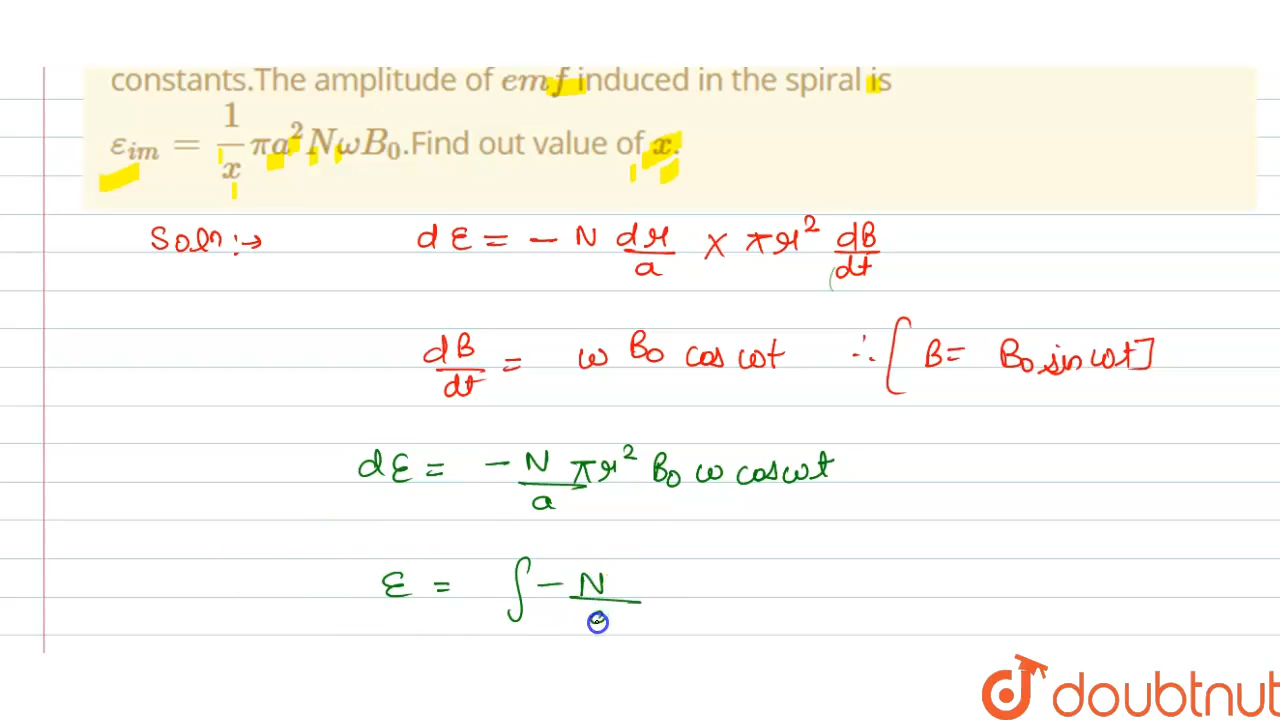 constants.The amplitude of emf induced in the spiral is
εim = 1/x πa²NωB₀.Find out value of x.
Soln :→ dε = − N dr/a × πr² dB/dt
dB/dt = ω B₀ cos ωt ∴ [ B = B₀ sin ωt ]
dε = − N/a πr² B₀ ω cos ωt
ε = ∫ − N/a
doubtnut